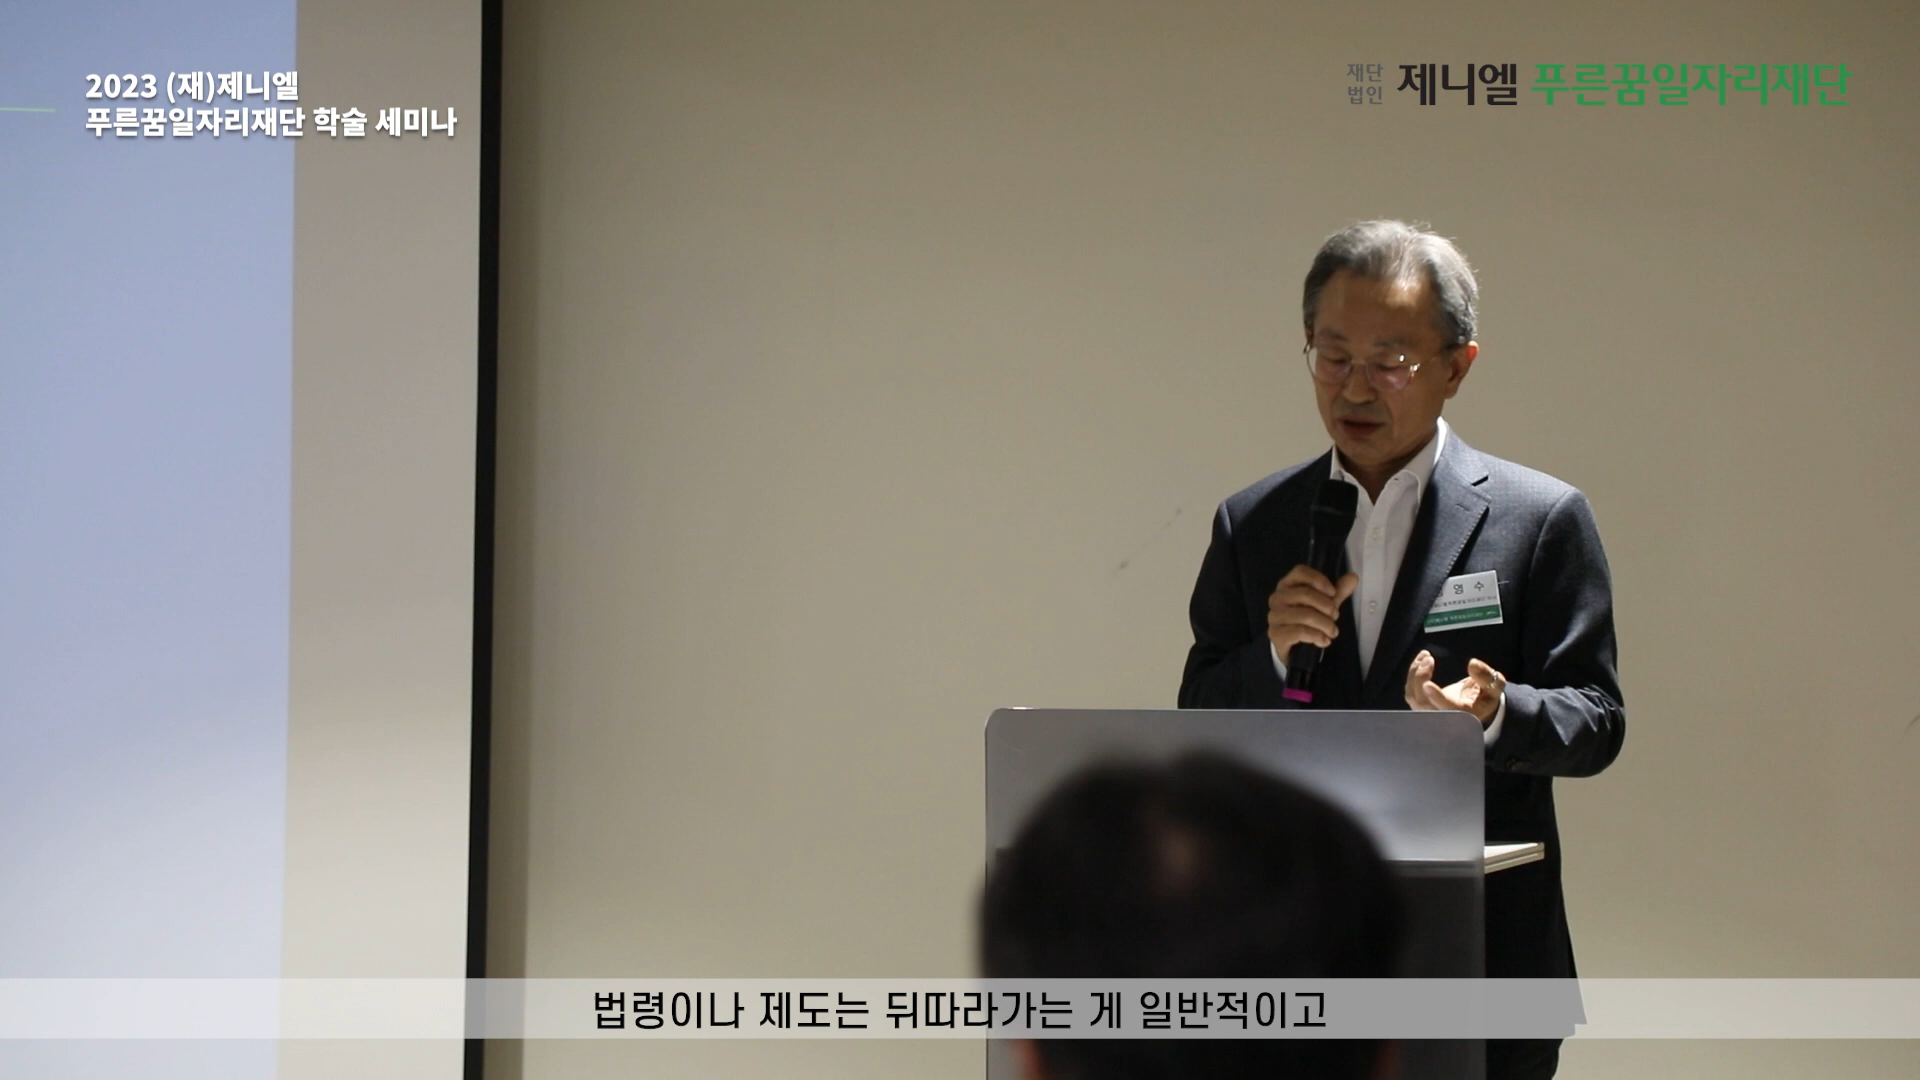 2023 (재)제니엘
푸른꿈일자리재단 학술 세미나
재단
법인
제니엘 푸른꿈일자리재단
영 수
법령이나 제도는 뒤따라가는 게 일반적이고